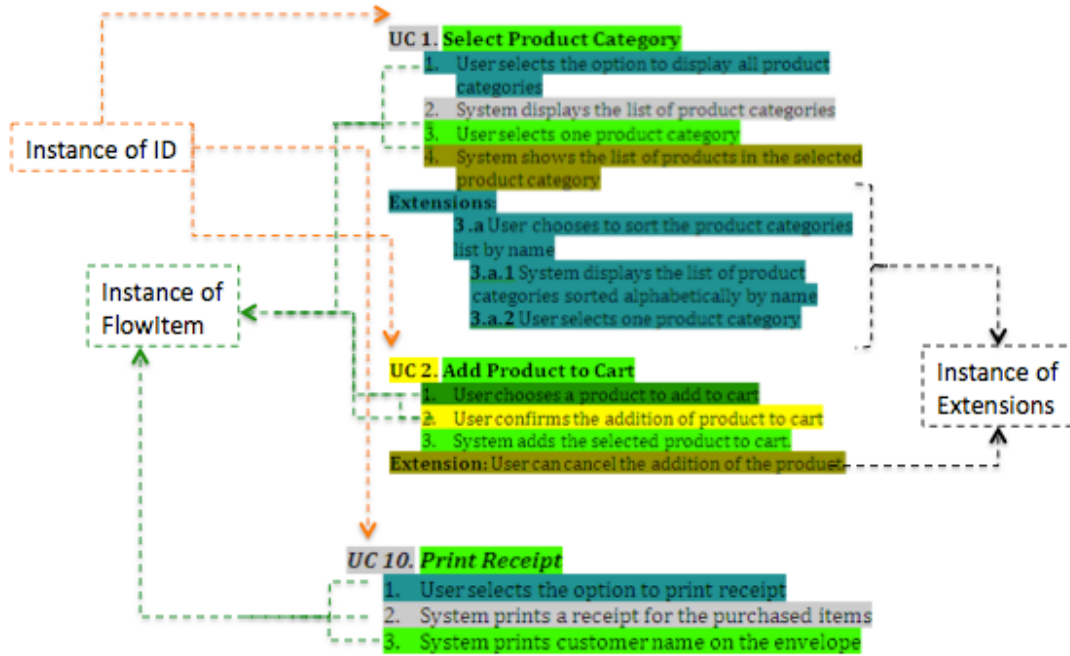 UC 1. Select Product Category
1. User selects the option to display all product
categories
2. System displays the list of product categories
3. User selects one product category
4. System shows the list of products in the selected
product category
Extensions:
3 .a User chooses to sort the product categories
list by name
3.a.1 System displays the list of product
categories sorted alphabetically by name
3.a.2 User selects one product category
Instance of ID
Instance of
FlowItem
UC 2. Add Product to Cart
1. User chooses a product to add to cart
2. User confirms the addition of product to cart
3. System adds the selected product to cart.
Extension: User can cancel the addition of the product
Instance of
Extensions
UC 10. Print Receipt
1. User selects the option to print receipt
2. System prints a receipt for the purchased items
3. System prints customer name on the envelope